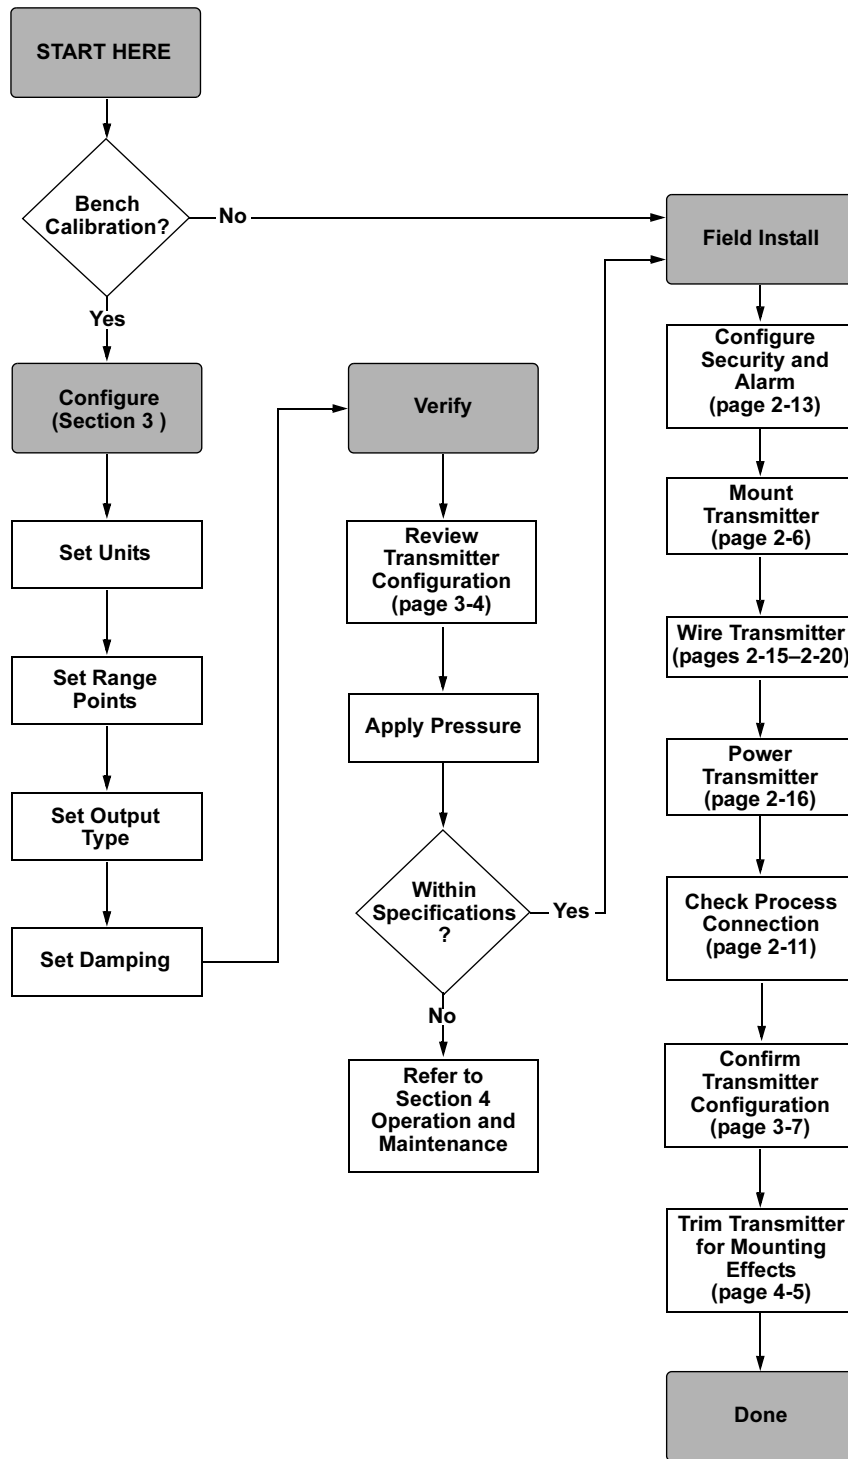 START HERE
Bench
Calibration?
No
Yes
Configure
(Section 3 )
Set Units
Set Range
Points
Set Output
Type
Set Damping
Verify
Review
Transmitter
Configuration
(page 3-4)
Apply Pressure
Within
Specifications
?
Yes
No
Refer to
Section 4
Operation and
Maintenance
Field Install
Configure
Security and
Alarm
(page 2-13)
Mount
Transmitter
(page 2-6)
Wire Transmitter
(pages 2-15–2-20)
Power
Transmitter
(page 2-16)
Check Process
Connection
(page 2-11)
Confirm
Transmitter
Configuration
(page 3-7)
Trim Transmitter
for Mounting
Effects
(page 4-5)
Done